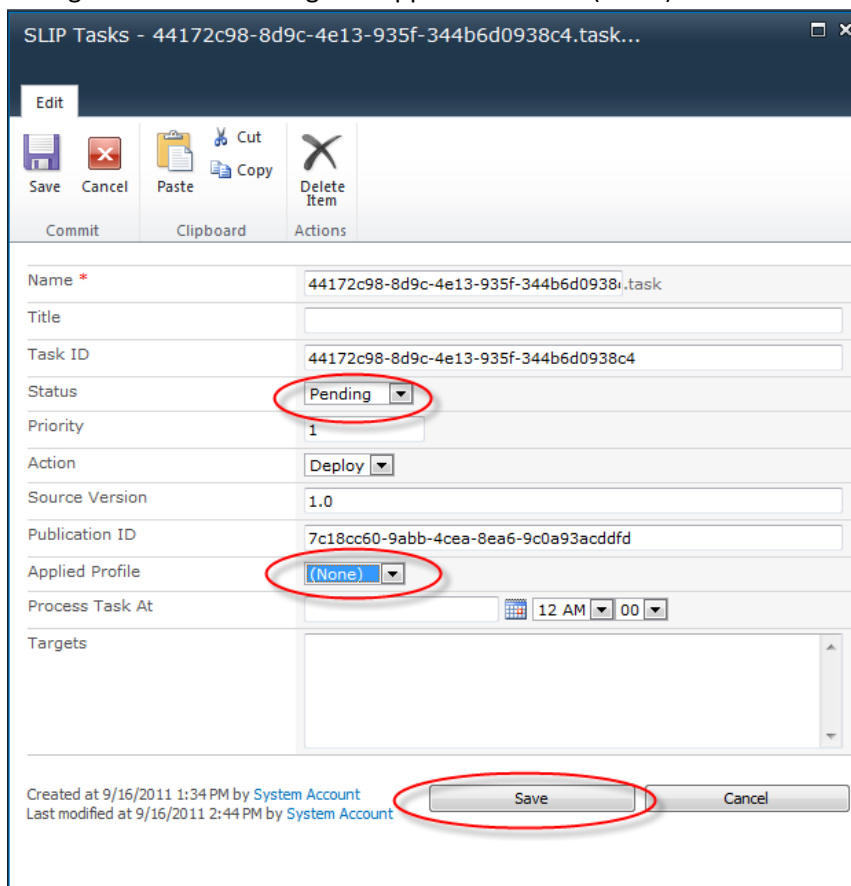 SLIP Tasks - 44172c98-8d9c-4e13-935f-344b6d0938c4.task...
Edit
Save Cancel Paste Cut Copy Delete Item
Commit Clipboard Actions
Name * 44172c98-8d9c-4e13-935f-344b6d0938 .task
Title
Task ID 44172c98-8d9c-4e13-935f-344b6d0938c4
Status Pending
Priority 1
Action Deploy
Source Version 1.0
Publication ID 7c18cc60-9abb-4cea-8ea6-9c0a93acddfd
Applied Profile (None)
Process Task At 12 AM 00
Targets
Created at 9/16/2011 1:34 PM by System Account Save Cancel
Last modified at 9/16/2011 2:44 PM by System Account